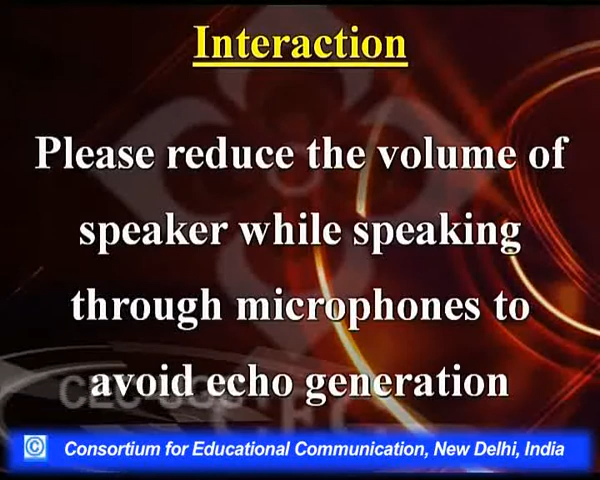 Interaction
Please reduce the volume of
speaker while speaking
through microphones to
avoid echo generation
© Consortium for Educational Communication, New Delhi, India